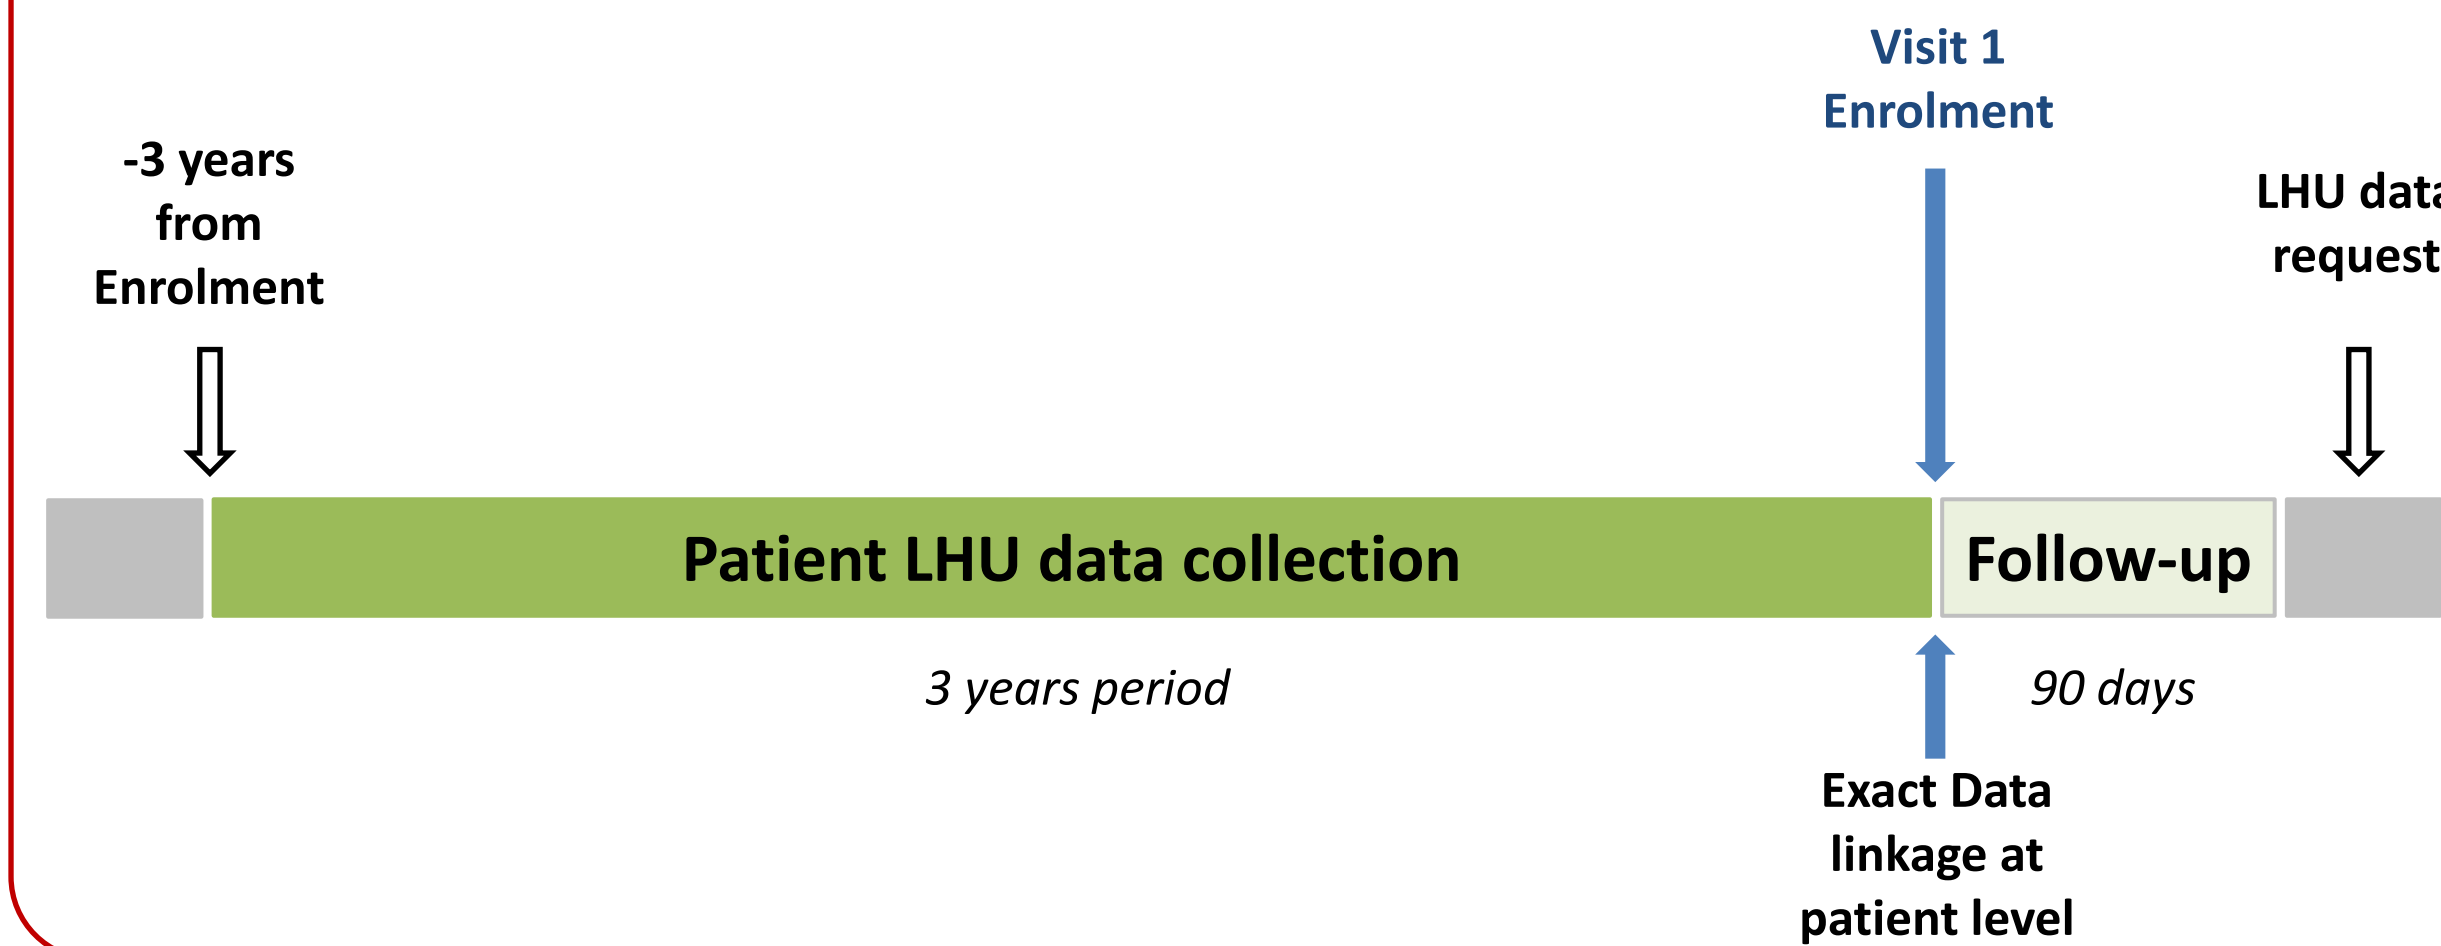 Visit 1
Enrolment
-3 years
from
Enrolment
LHU data
request
Patient LHU data collection
Follow-up
3 years period
90 days
Exact Data
linkage at
patient level